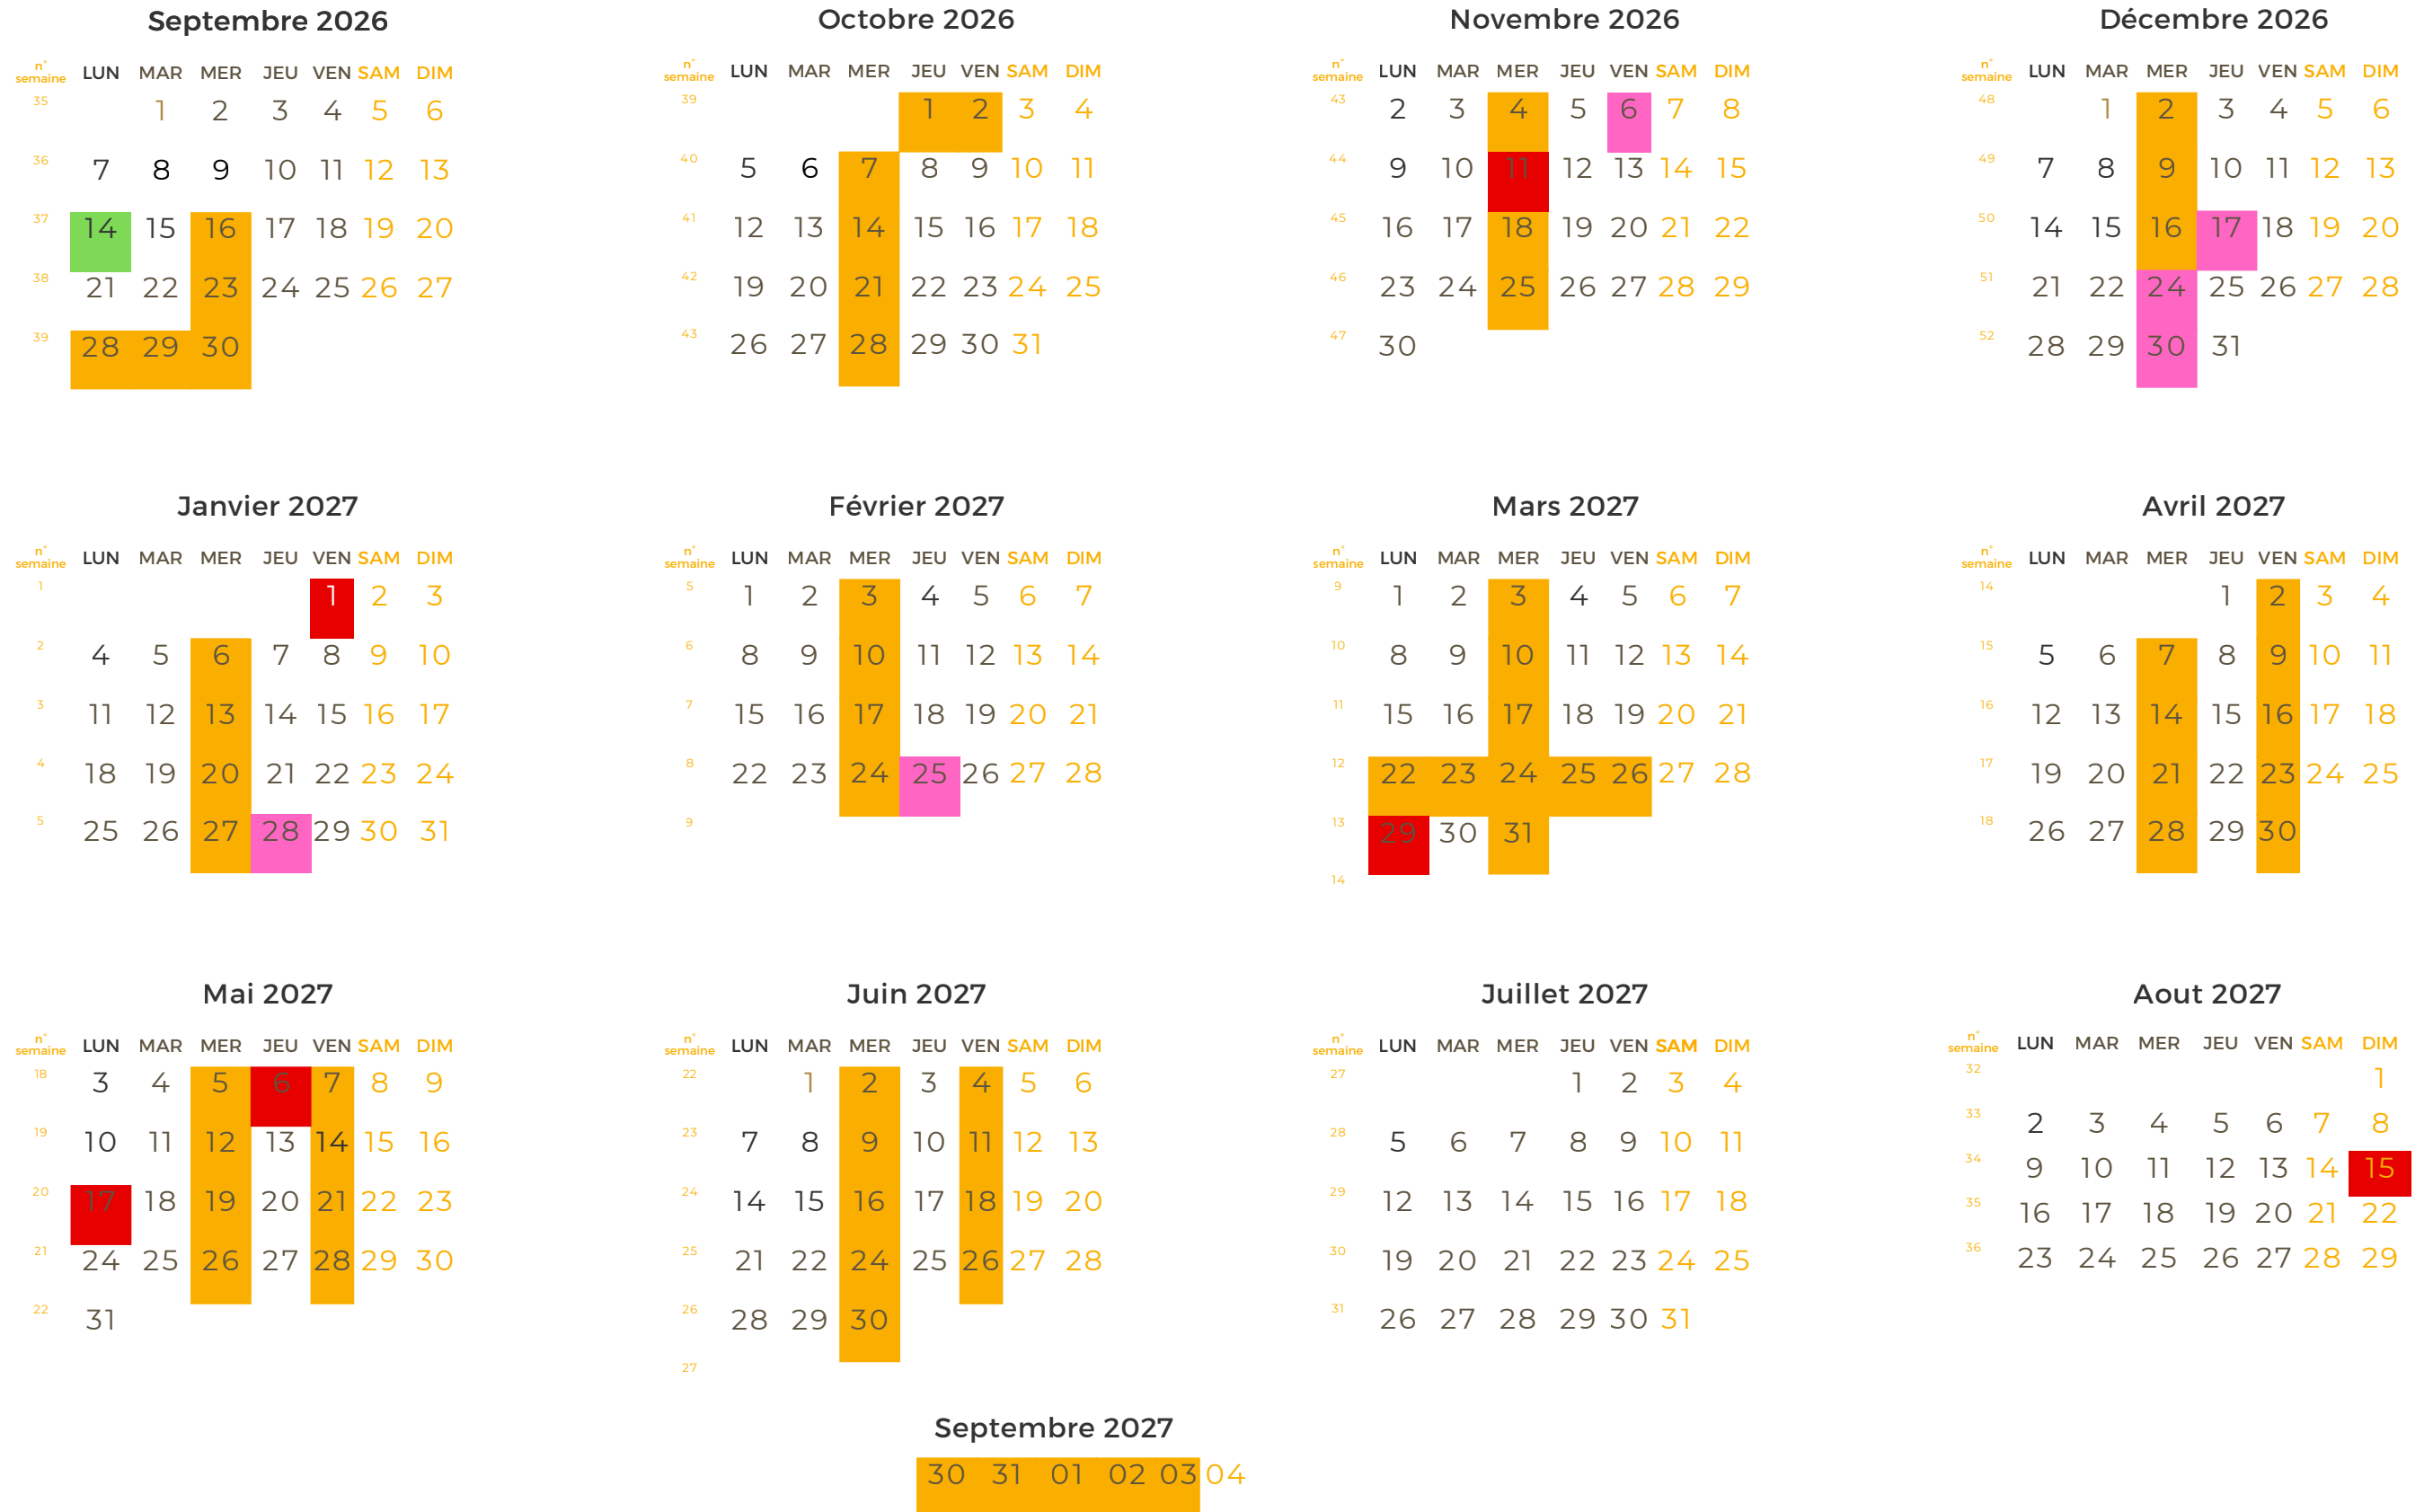 Septembre 2026
n° semaine LUN MAR MER JEU VEN SAM DIM
35 1 2 3 4 5 6
36 7 8 9 10 11 12 13
37 14 15 16 17 18 19 20
38 21 22 23 24 25 26 27
39 28 29 30
Octobre 2026
n° semaine LUN MAR MER JEU VEN SAM DIM
39 1 2 3 4
40 5 6 7 8 9 10 11
41 12 13 14 15 16 17 18
42 19 20 21 22 23 24 25
43 26 27 28 29 30 31
Novembre 2026
n° semaine LUN MAR MER JEU VEN SAM DIM
43 2 3 4 5 6 7 8
44 9 10 11 12 13 14 15
45 16 17 18 19 20 21 22
46 23 24 25 26 27 28 29
47 30
Décembre 2026
n° semaine LUN MAR MER JEU VEN SAM DIM
48 1 2 3 4 5 6
49 7 8 9 10 11 12 13
50 14 15 16 17 18 19 20
51 21 22 24 25 26 27 28
52 28 29 30 31
Janvier 2027
n° semaine LUN MAR MER JEU VEN SAM DIM
1 1 2 3
2 4 5 6 7 8 9 10
3 11 12 13 14 15 16 17
4 18 19 20 21 22 23 24
5 25 26 27 28 29 30 31
Février 2027
n° semaine LUN MAR MER JEU VEN SAM DIM
5 1 2 3 4 5 6 7
6 8 9 10 11 12 13 14
7 15 16 17 18 19 20 21
8 22 23 24 25 26 27 28
9
Mars 2027
n° semaine LUN MAR MER JEU VEN SAM DIM
9 1 2 3 4 5 6 7
10 8 9 10 11 12 13 14
11 15 16 17 18 19 20 21
12 22 23 24 25 26 27 28
13 29 30 31
14
Avril 2027
n° semaine LUN MAR MER JEU VEN SAM DIM
14 1 2 3 4
15 5 6 7 8 9 10 11
16 12 13 14 15 16 17 18
17 19 20 21 22 23 24 25
18 26 27 28 29 30
Mai 2027
n° semaine LUN MAR MER JEU VEN SAM DIM
18 3 4 5 6 7 8 9
19 10 11 12 13 14 15 16
20 17 18 19 20 21 22 23
21 24 25 26 27 28 29 30
22 31
Juin 2027
n° semaine LUN MAR MER JEU VEN SAM DIM
22 1 2 3 4 5 6
23 7 8 9 10 11 12 13
24 14 15 16 17 18 19 20
25 21 22 24 25 26 27 28
26 28 29 30
27
Juillet 2027
n° semaine LUN MAR MER JEU VEN SAM DIM
27 1 2 3 4
28 5 6 7 8 9 10 11
29 12 13 14 15 16 17 18
30 19 20 21 22 23 24 25
31 26 27 28 29 30 31
Aout 2027
n° semaine LUN MAR MER JEU VEN SAM DIM
32 1
33 2 3 4 5 6 7 8
34 9 10 11 12 13 14 15
35 16 17 18 19 20 21 22
36 23 24 25 26 27 28 29
Septembre 2027
30 31 01 02 03 04